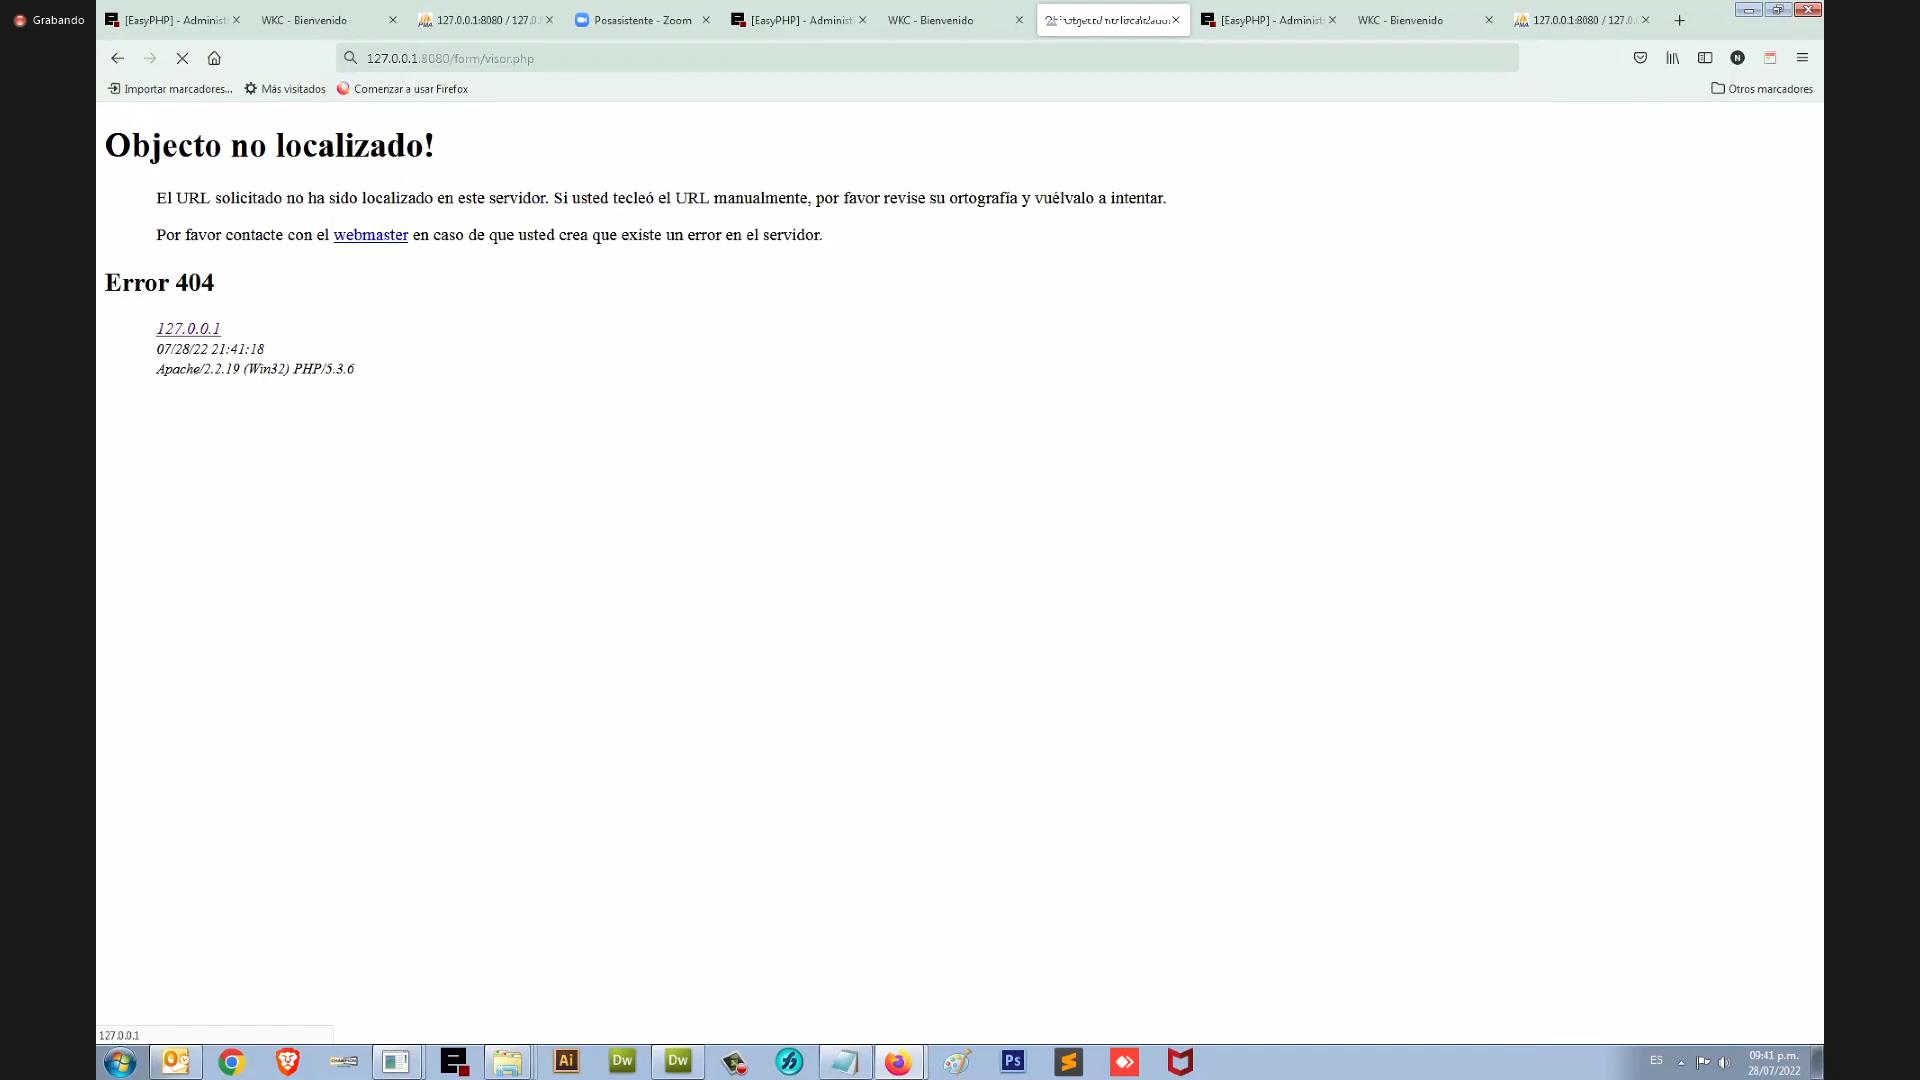 Grabando
[EasyPHP] - Administ
WKC - Bienvenido
127.0.0.1:8080 / 127.0.
Posasistente - Zoom
[EasyPHP] - Administ
WKC - Bienvenido
[EasyPHP] - Administ
WKC - Bienvenido
127.0.0.1:8080 / 127.0.
127.0.0.1:8080/form/visor.php
Importar marcadores...
Más visitados
Comenzar a usar Firefox
Otros marcadores
Objecto no localizado!
El URL solicitado no ha sido localizado en este servidor. Si usted tecleó el URL manualmente, por favor revise su ortografía y vuélvalo a intentar.
Por favor contacte con el webmaster en caso de que usted crea que existe un error en el servidor.
Error 404
127.0.0.1
07/28/22 21:41:18
Apache/2.2.19 (Win32) PHP/5.3.6
127.0.0.1
Ai
Dw
Dw
Ps
ES
09:41 p.m.
28/07/2022